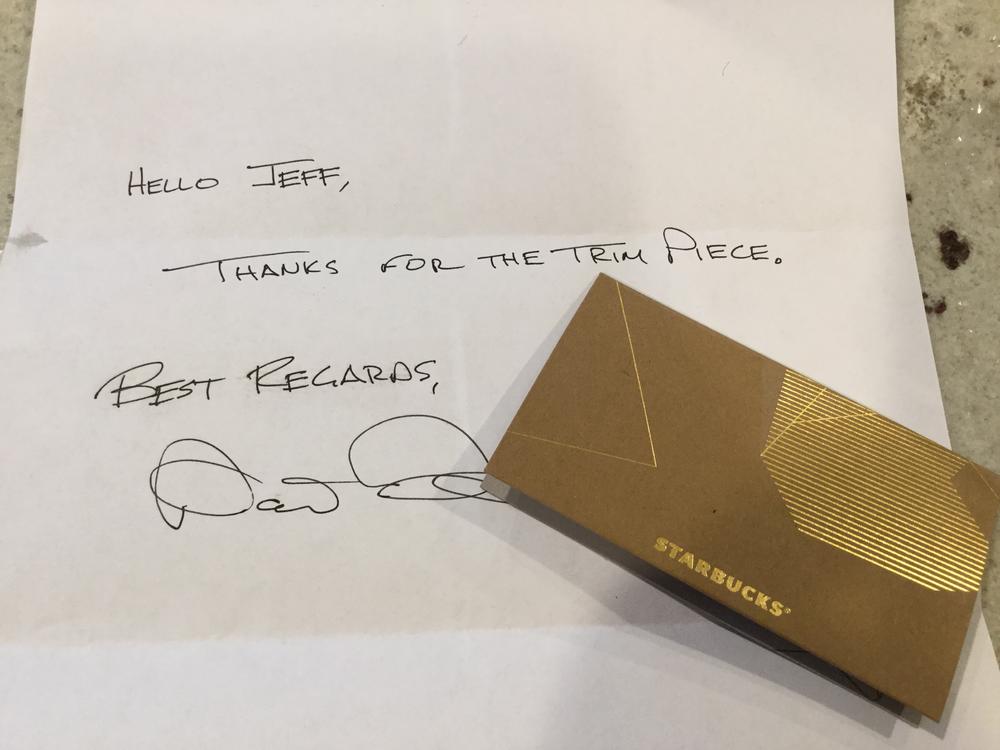 HELLO JEFF,
THANKS FOR THE TRIM PIECE.
BEST REGARDS,
STARBUCKS®